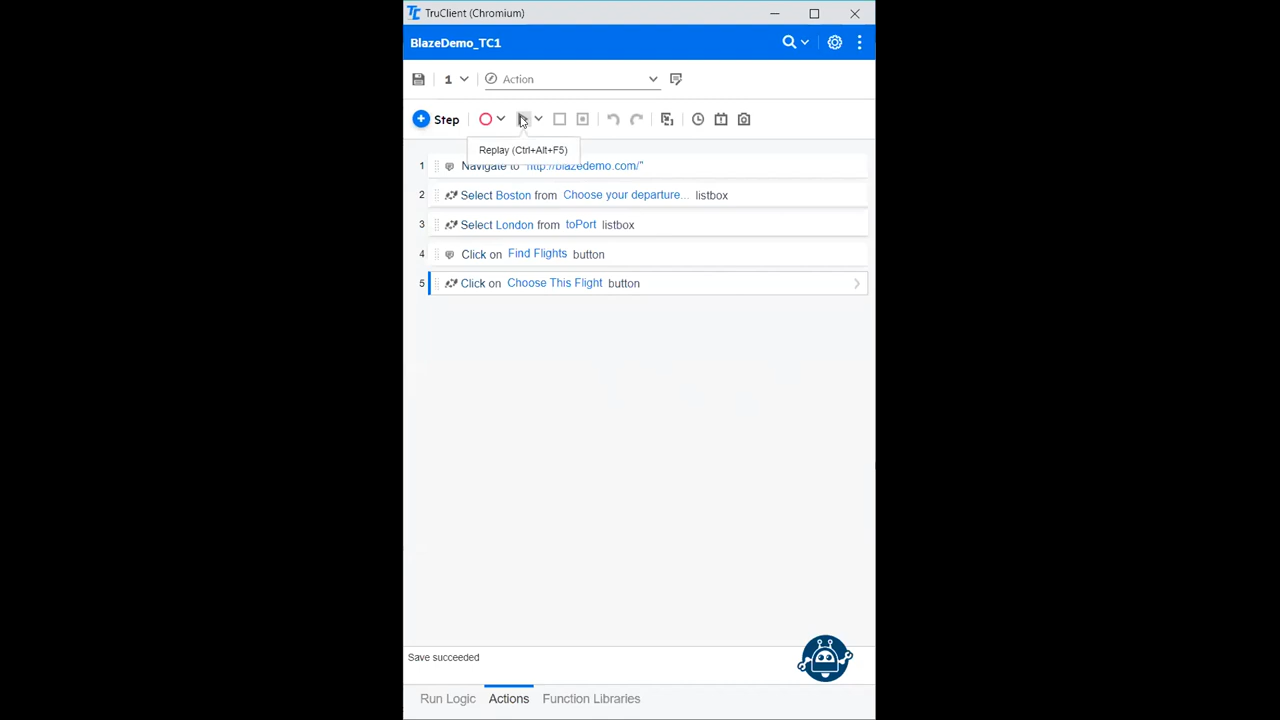 TruClient (Chromium)
BlazeDemo_TC1
1 Action
Step
Replay (Ctrl+Alt+F5)
1 Navigate to "http://blazedemo.com/"
2 Select Boston from Choose your departure... listbox
3 Select London from toPort listbox
4 Click on Find Flights button
5 Click on Choose This Flight button
Save succeeded
Run Logic Actions Function Libraries